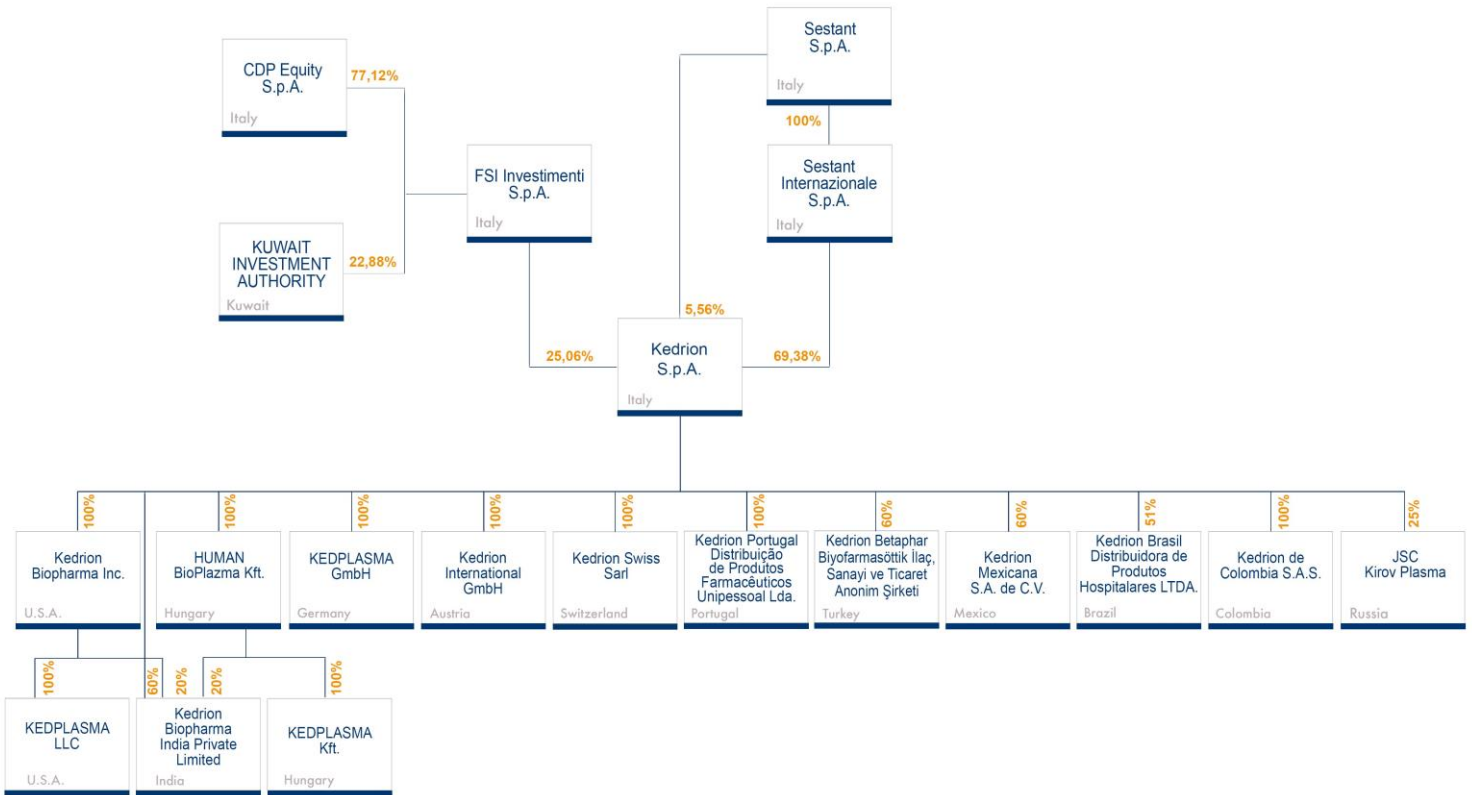 Sestant
S.p.A.
Italy
CDP Equity
S.p.A.
Italy
77,12%
100%
FSI Investimenti
S.p.A.
Italy
Sestant
Internazionale
S.p.A.
Italy
KUWAIT
INVESTMENT
AUTHORITY
Kuwait
22,88%
5,56%
25,06%
Kedrion
S.p.A.
Italy
69,38%
100%
100%
100%
100%
100%
100%
60%
60%
51%
100%
25%
Kedrion
Biopharma Inc.
U.S.A.
HUMAN
BioPlazma Kft.
Hungary
KEDPLASMA
GmbH
Germany
Kedrion
International
GmbH
Austria
Kedrion Swiss
Sarl
Switzerland
Kedrion Portugal
Distribuição
de Produtos
Farmacêuticos
Unipessoal Lda.
Portugal
Kedrion Betaphar
Biyofarmasöttik İlaç,
Sanayi ve Ticaret
Anonim Şirketi
Turkey
Kedrion
Mexicana
S.A. de C.V.
Mexico
Kedrion Brasil
Distribuidora de
Produtos
Hospitalares LTDA.
Brazil
Kedrion de
Colombia S.A.S.
Colombia
JSC
Kirov Plasma
Russia
100%
60%
20%
20%
100%
KEDPLASMA
LLC
U.S.A.
Kedrion
Biopharma
India Private
Limited
India
KEDPLASMA
Kft.
Hungary